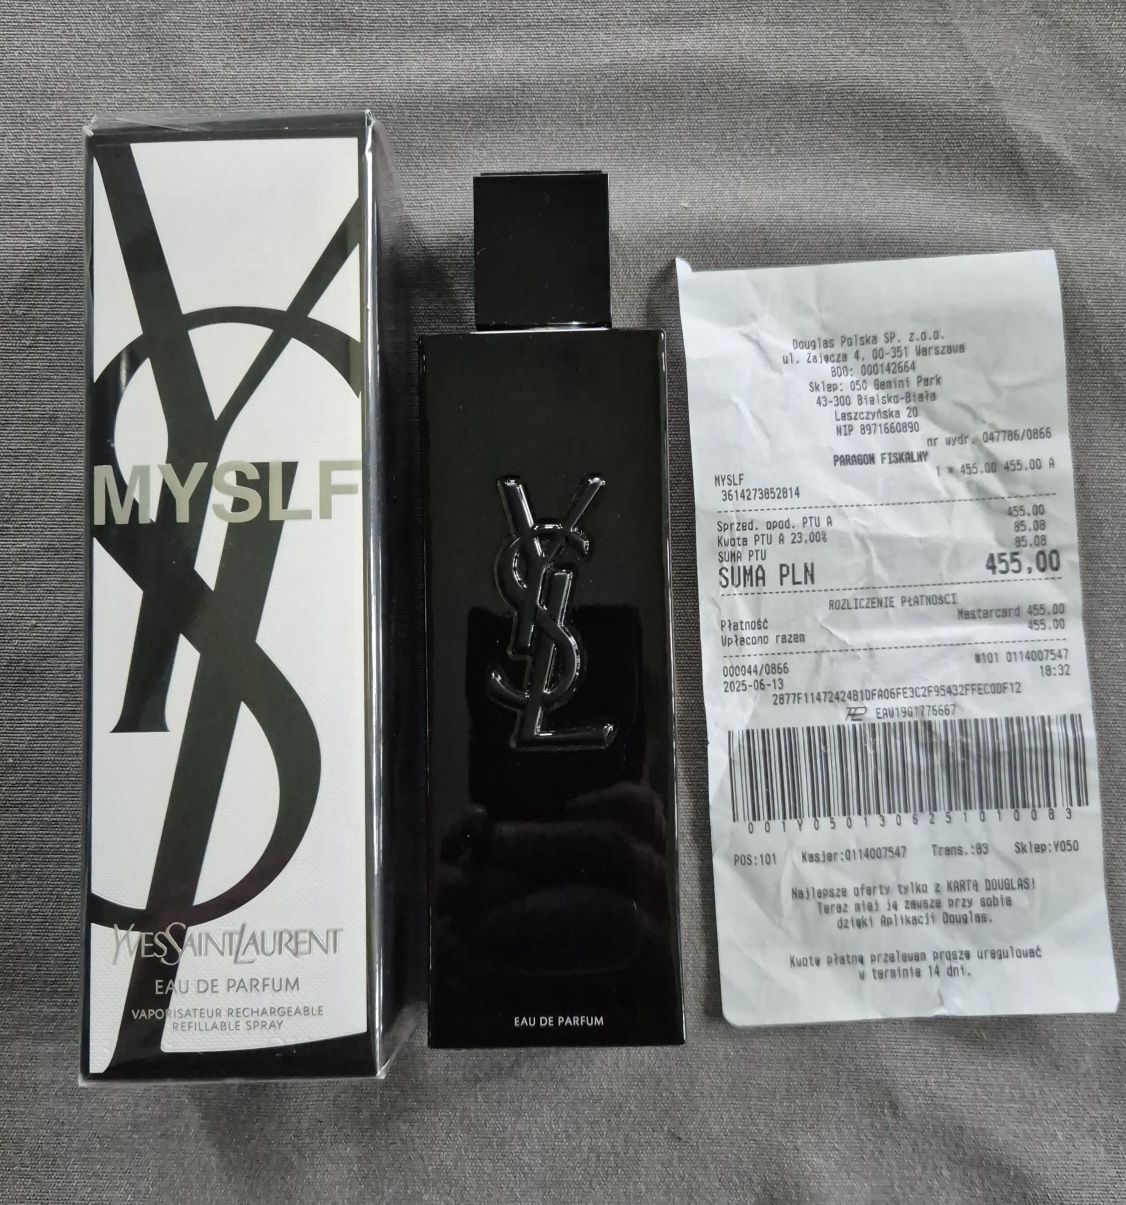 MYSLF
YVESSAINTLAURENT
EAU DE PARFUM
VAPORISATEUR RECHARGEABLE
REFILLABLE SPRAY
YSL
EAU DE PARFUM
Douglas Polska SP. z.o.o.
ul. Zajęcza 4, 00-351 Warszawa
BDO: 000142664
Sklep: 050 Gemini Park
43-300 Bielsko-Biała
Leszczyńska 20
NIP 8971660890
nr wydr. 047786/0866
PARAGON FISKALNY
1 * 455,00 455,00 A
MYSLF
3614273852814
Sprzed. opod. PTU A 455,00
Kwota PTU A 23,00% 85,08
SUMA PTU 85,08
SUMA PLN 455,00
ROZLICZENIE PŁATNOŚCI
Płatność Mastercard 455,00
Wpłacono razem 455,00
000044/0866 #101 0114007547
2025-06-13 18:32
2877F11472424B1DFA06FE3C2F95432FFEC0DF12
EAW1901776667
001Y0501306251010083
POS:101 Kasjer:0114007547 Trans.:83 Sklep:Y050
Najlepsze oferty tylko z KARTĄ DOUGLAS!
Teraz miej ją zawsze przy sobie
dzięki Aplikacji Douglas.
Kwotę płatną przelewem proszę uregulować
w terminie 14 dni.